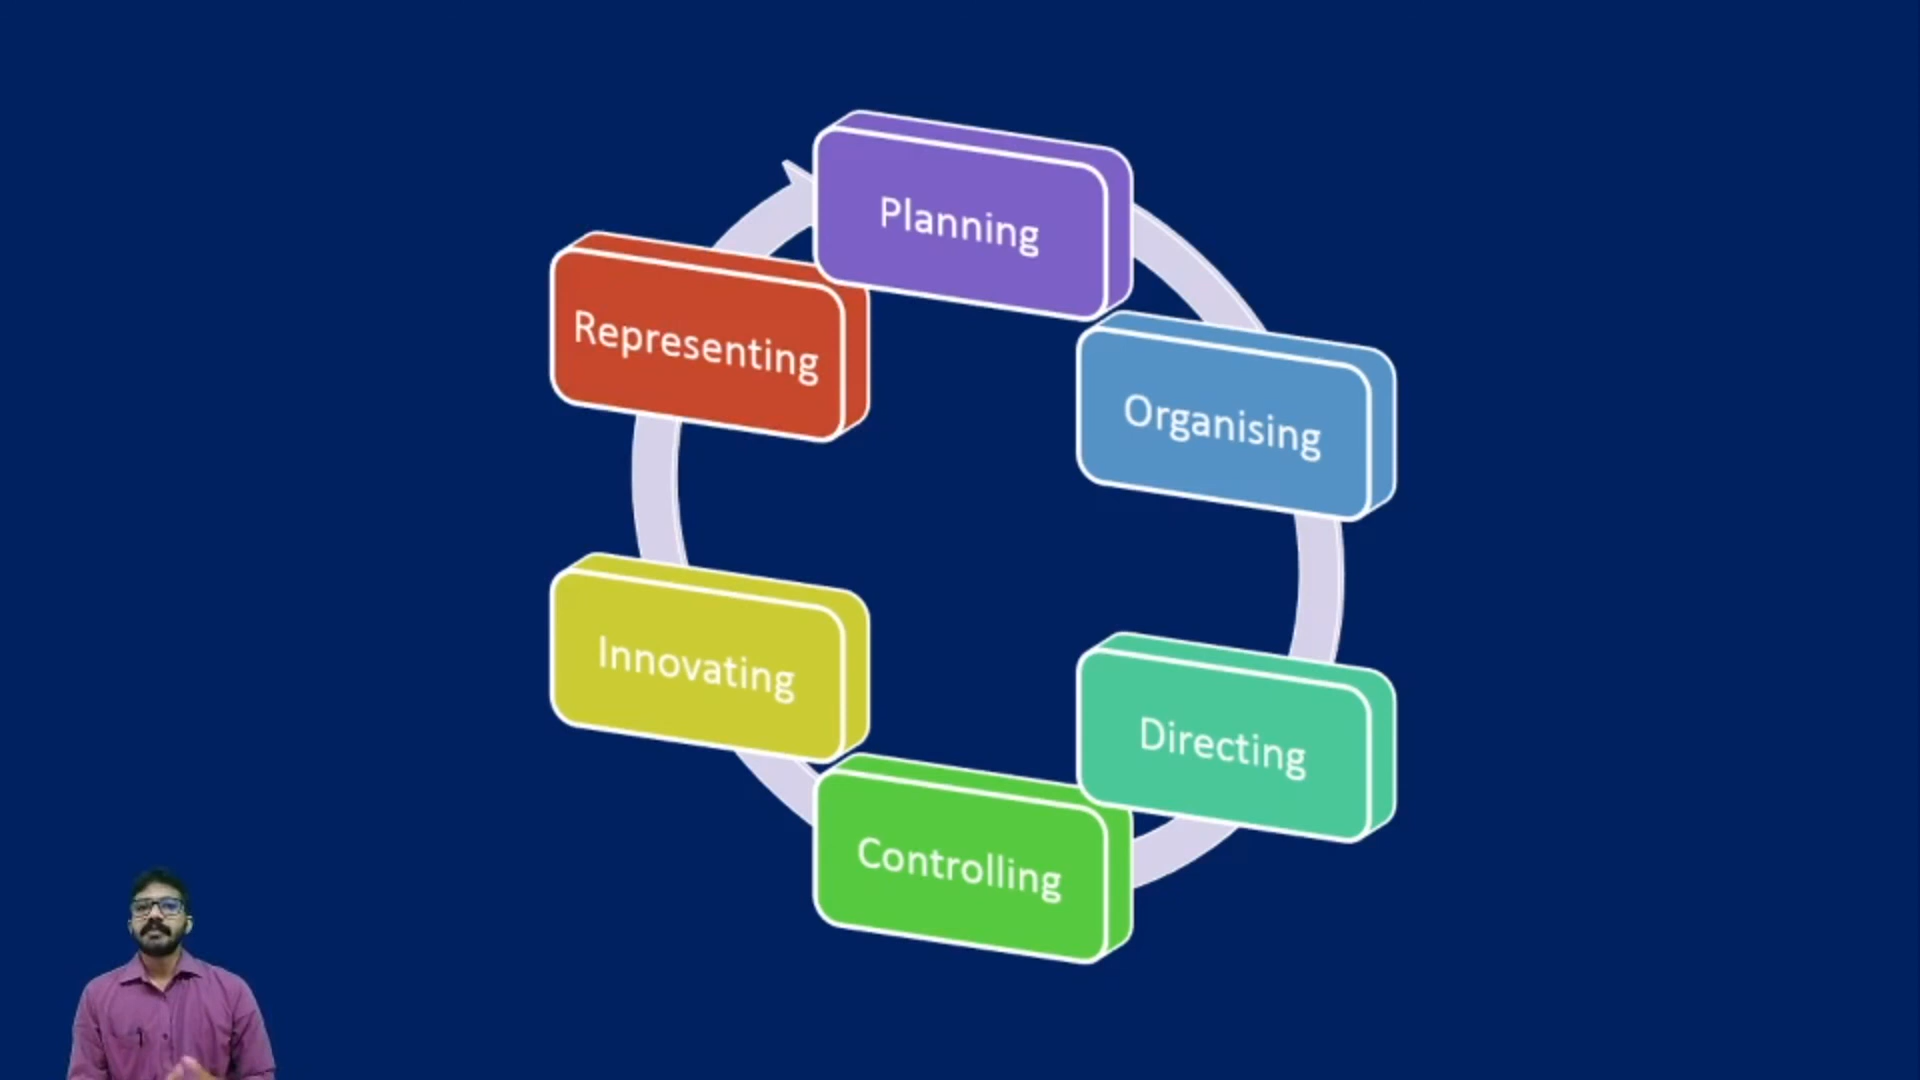 Planning
Organising
Directing
Controlling
Innovating
Representing